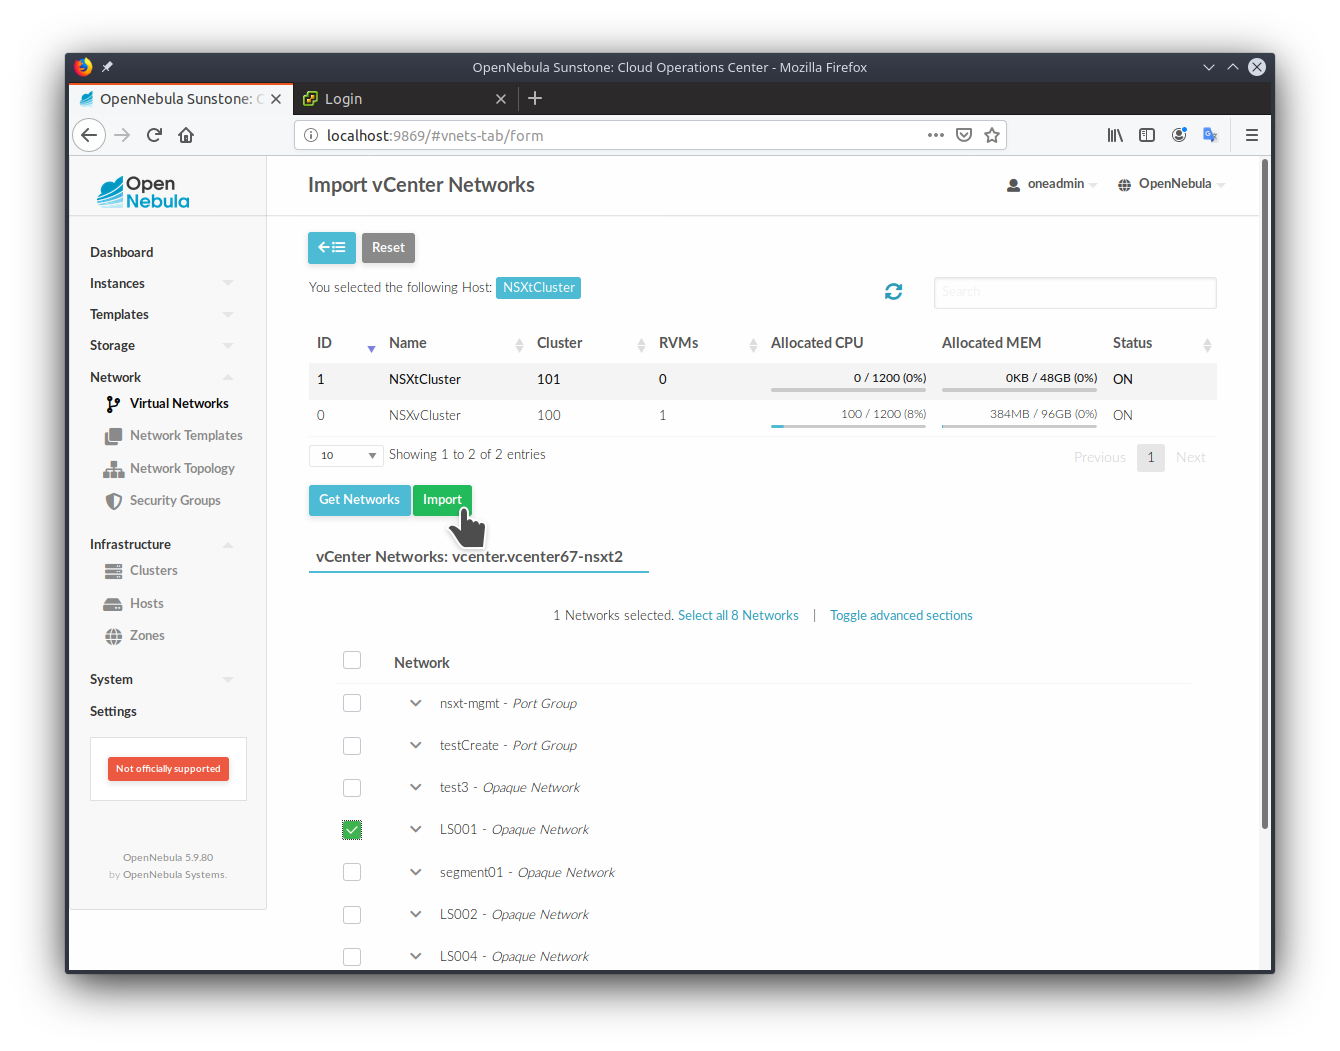 OpenNebula Sunstone: Cloud Operations Center - Mozilla Firefox
OpenNebula Sunstone: C
Login
localhost:9869/#vnets-tab/form
Open
Nebula
Import vCenter Networks
oneadmin
OpenNebula
Dashboard
Instances
Templates
Storage
Network
Virtual Networks
Network Templates
Network Topology
Security Groups
Infrastructure
Clusters
Hosts
Zones
System
Settings
Not officially supported
OpenNebula 5.9.80
by OpenNebula Systems.
Reset
You selected the following Host: NSXtCluster
Search
ID Name Cluster RVMs Allocated CPU Allocated MEM Status
1 NSXtCluster 101 0 0 / 1200 (0%) 0KB / 48GB (0%) ON
0 NSXvCluster 100 1 100 / 1200 (8%) 384MB / 96GB (0%) ON
10 Showing 1 to 2 of 2 entries
Previous 1 Next
Get Networks Import
vCenter Networks: vcenter.vcenter67-nsxt2
1 Networks selected. Select all 8 Networks | Toggle advanced sections
Network
nsxt-mgmt - Port Group
testCreate - Port Group
test3 - Opaque Network
LS001 - Opaque Network
segment01 - Opaque Network
LS002 - Opaque Network
LS004 - Opaque Network